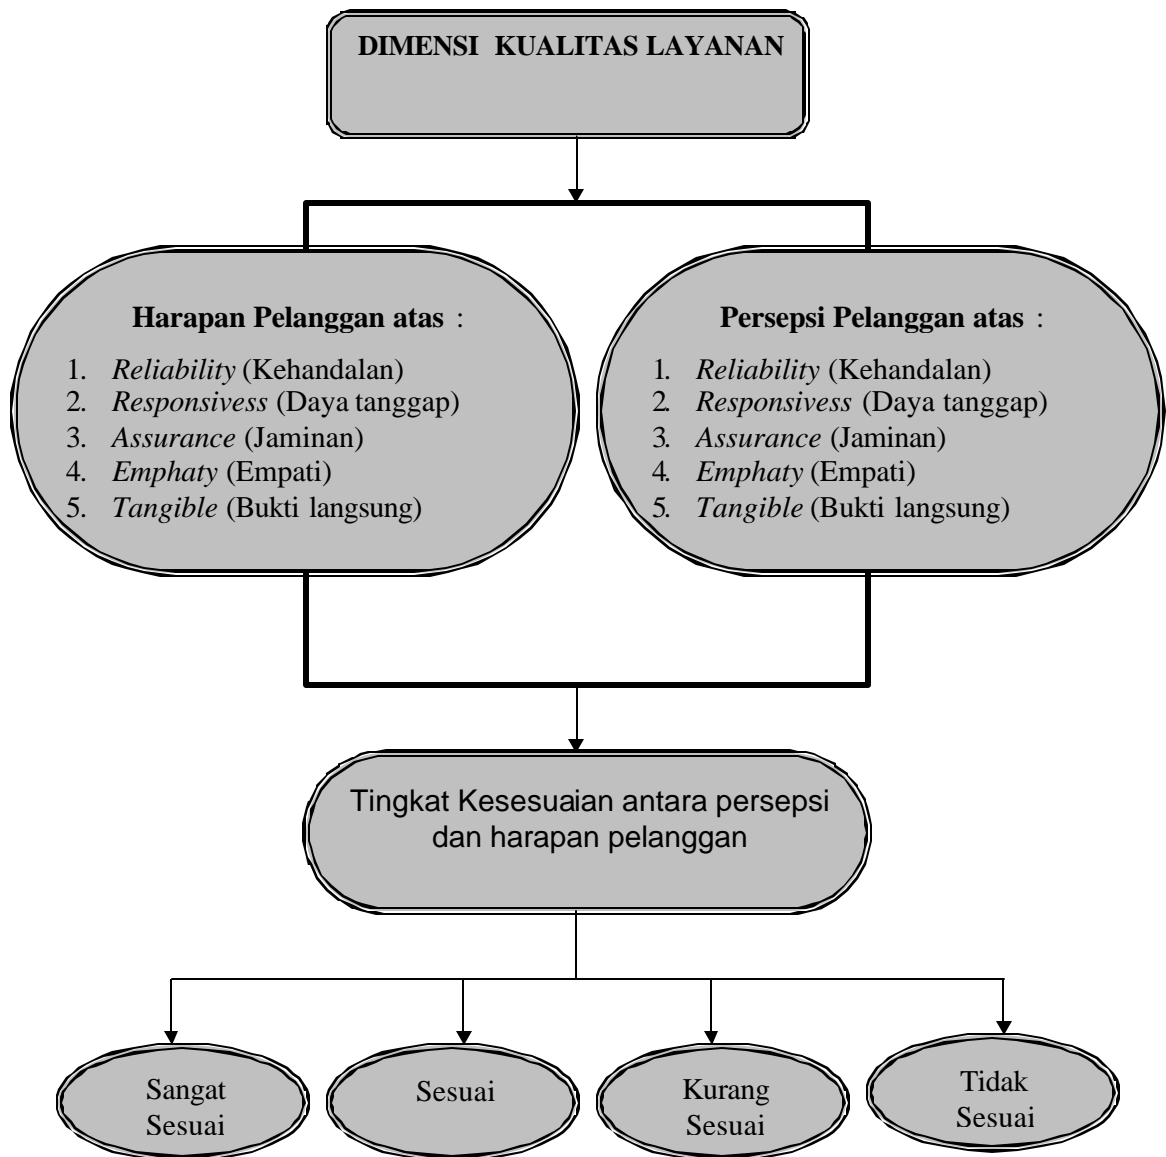 DIMENSI KUALITAS LAYANAN
Harapan Pelanggan atas :
1. Reliability (Kehandalan)
2. Responsivess (Daya tanggap)
3. Assurance (Jaminan)
4. Emphaty (Empati)
5. Tangible (Bukti langsung)
Persepsi Pelanggan atas :
1. Reliability (Kehandalan)
2. Responsivess (Daya tanggap)
3. Assurance (Jaminan)
4. Emphaty (Empati)
5. Tangible (Bukti langsung)
Tingkat Kesesuaian antara persepsi
dan harapan pelanggan
Sangat
Sesuai
Sesuai
Kurang
Sesuai
Tidak
Sesuai